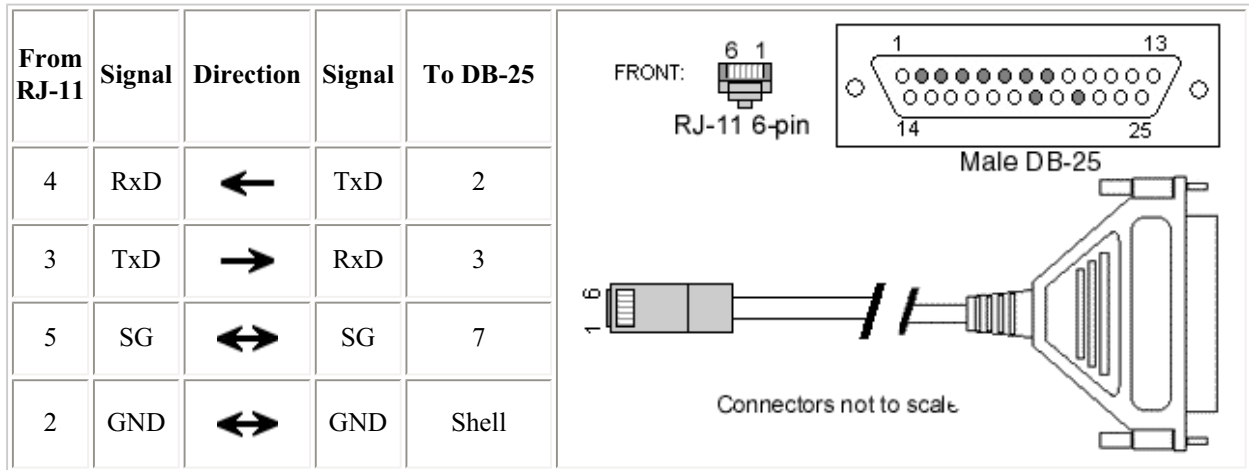 From RJ-11 Signal Direction Signal To DB-25
4 RxD TxD 2
3 TxD RxD 3
5 SG SG 7
2 GND GND Shell
FRONT:
6 1
RJ-11 6-pin
1 13
14 25
Male DB-25
1 6
Connectors not to scale